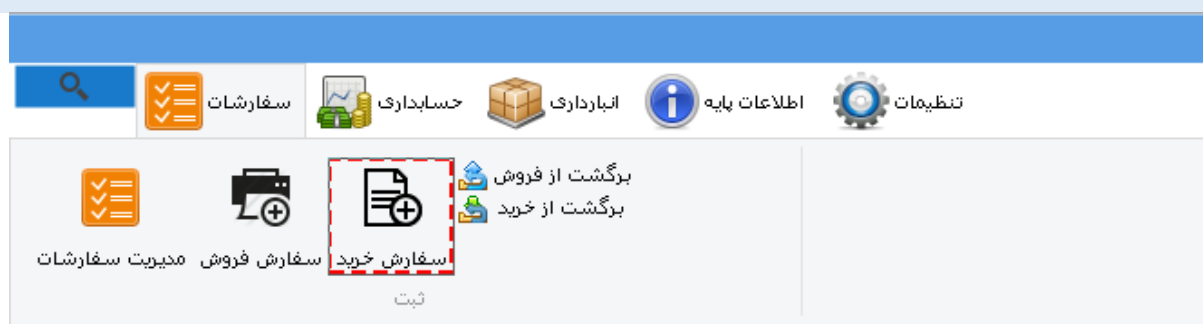 تنظیمات
اطلاعات پایه
انبارداری
حسابداری
سفارشات
برگشت از فروش
برگشت از خرید
سفارش خرید
سفارش فروش
مدیریت سفارشات
ثبت